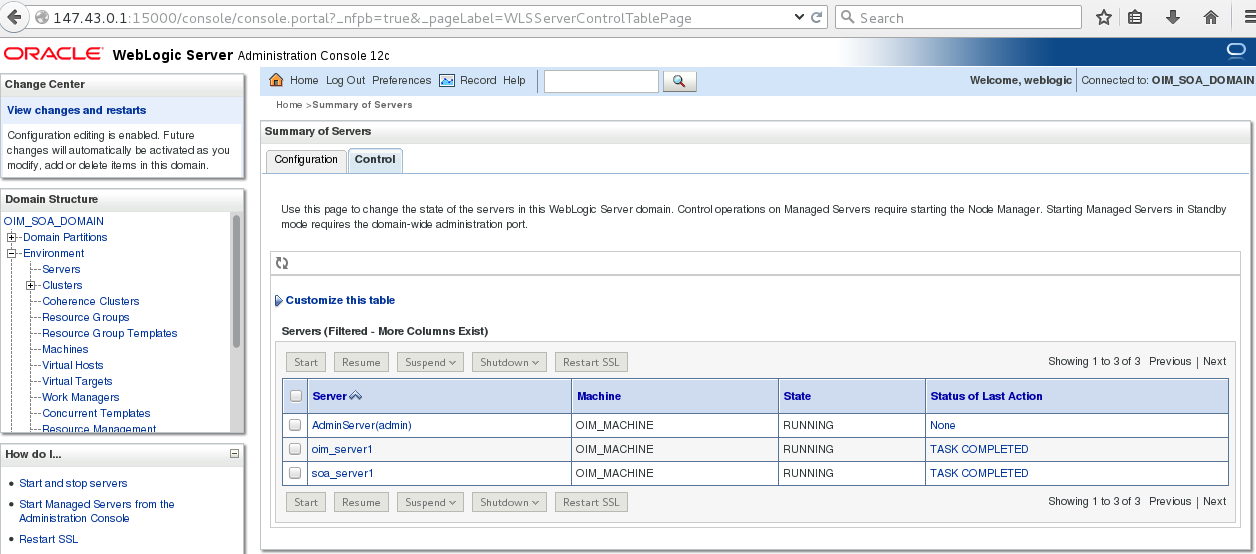 147.43.0.1:15000/console/console.portal?_nfpb=true&_pageLabel=WLSServerControlTablePage
Search
ORACLE WebLogic Server Administration Console 12c
Change Center
View changes and restarts
Configuration editing is enabled. Future
changes will automatically be activated as you
modify, add or delete items in this domain.
Domain Structure
OIM_SOA_DOMAIN
Domain Partitions
Environment
Servers
Clusters
Coherence Clusters
Resource Groups
Resource Group Templates
Machines
Virtual Hosts
Virtual Targets
Work Managers
Concurrent Templates
Resource Management
How do I...
Start and stop servers
Start Managed Servers from the
Administration Console
Restart SSL
Home Log Out Preferences Record Help
Welcome, weblogic Connected to: OIM_SOA_DOMAIN
Home >Summary of Servers
Summary of Servers
Configuration Control
Use this page to change the state of the servers in this WebLogic Server domain. Control operations on Managed Servers require starting the Node Manager. Starting Managed Servers in Standby
mode requires the domain-wide administration port.
Customize this table
Servers (Filtered - More Columns Exist)
Start Resume Suspend Shutdown Restart SSL Showing 1 to 3 of 3 Previous | Next
Server Machine State Status of Last Action
AdminServer(admin) OIM_MACHINE RUNNING None
oim_server1 OIM_MACHINE RUNNING TASK COMPLETED
soa_server1 OIM_MACHINE RUNNING TASK COMPLETED
Start Resume Suspend Shutdown Restart SSL Showing 1 to 3 of 3 Previous | Next